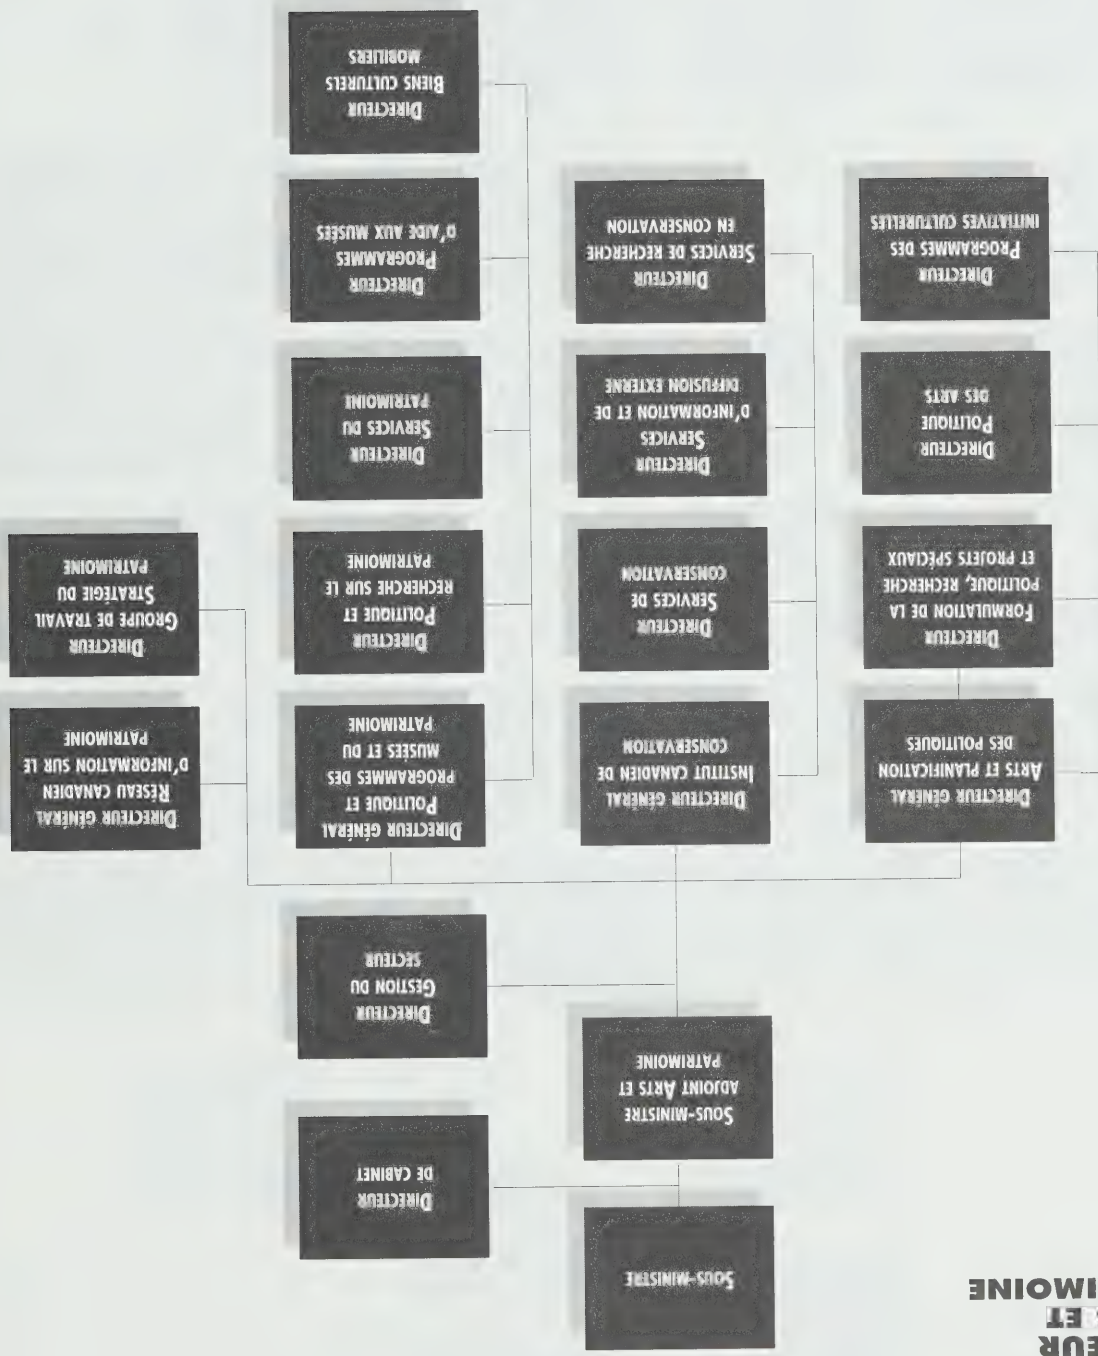 EUR
ET
IMOINE
SOUS-MINISTRE
DIRECTEUR
DE CABINET
SOUS-MINISTRE
ADJOINT ARTS ET
PATRIMOINE
DIRECTEUR
GESTION DU
SECTEUR
DIRECTEUR GÉNÉRAL
ARTS ET PLANIFICATION
DES POLITIQUES
DIRECTEUR
FORMULATION DE LA
POLITIQUE, RECHERCHE
ET PROJETS SPÉCIAUX
DIRECTEUR
POLITIQUE
DES ARTS
DIRECTEUR
PROGRAMMES DES
INITIATIVES CULTURELLES
DIRECTEUR GÉNÉRAL
INSTITUT CANADIEN DE
CONSERVATION
DIRECTEUR
SERVICES DE
CONSERVATION
DIRECTEUR
SERVICES
D'INFORMATION ET DE
DIFFUSION EXTERNE
DIRECTEUR
SERVICES DE RECHERCHE
EN CONSERVATION
DIRECTEUR GÉNÉRAL
POLITIQUE ET
PROGRAMMES DES
MUSÉES ET DU
PATRIMOINE
DIRECTEUR
POLITIQUE ET
RECHERCHE SUR LE
PATRIMOINE
DIRECTEUR
SERVICES DU
PATRIMOINE
DIRECTEUR
PROGRAMMES
D'AIDE AUX MUSÉES
DIRECTEUR
BIENS CULTURELS
MOBILIERS
DIRECTEUR GÉNÉRAL
RÉSEAU CANADIEN
D'INFORMATION SUR LE
PATRIMOINE
DIRECTEUR
GROUPE DE TRAVAIL
STRATÉGIE DU
PATRIMOINE